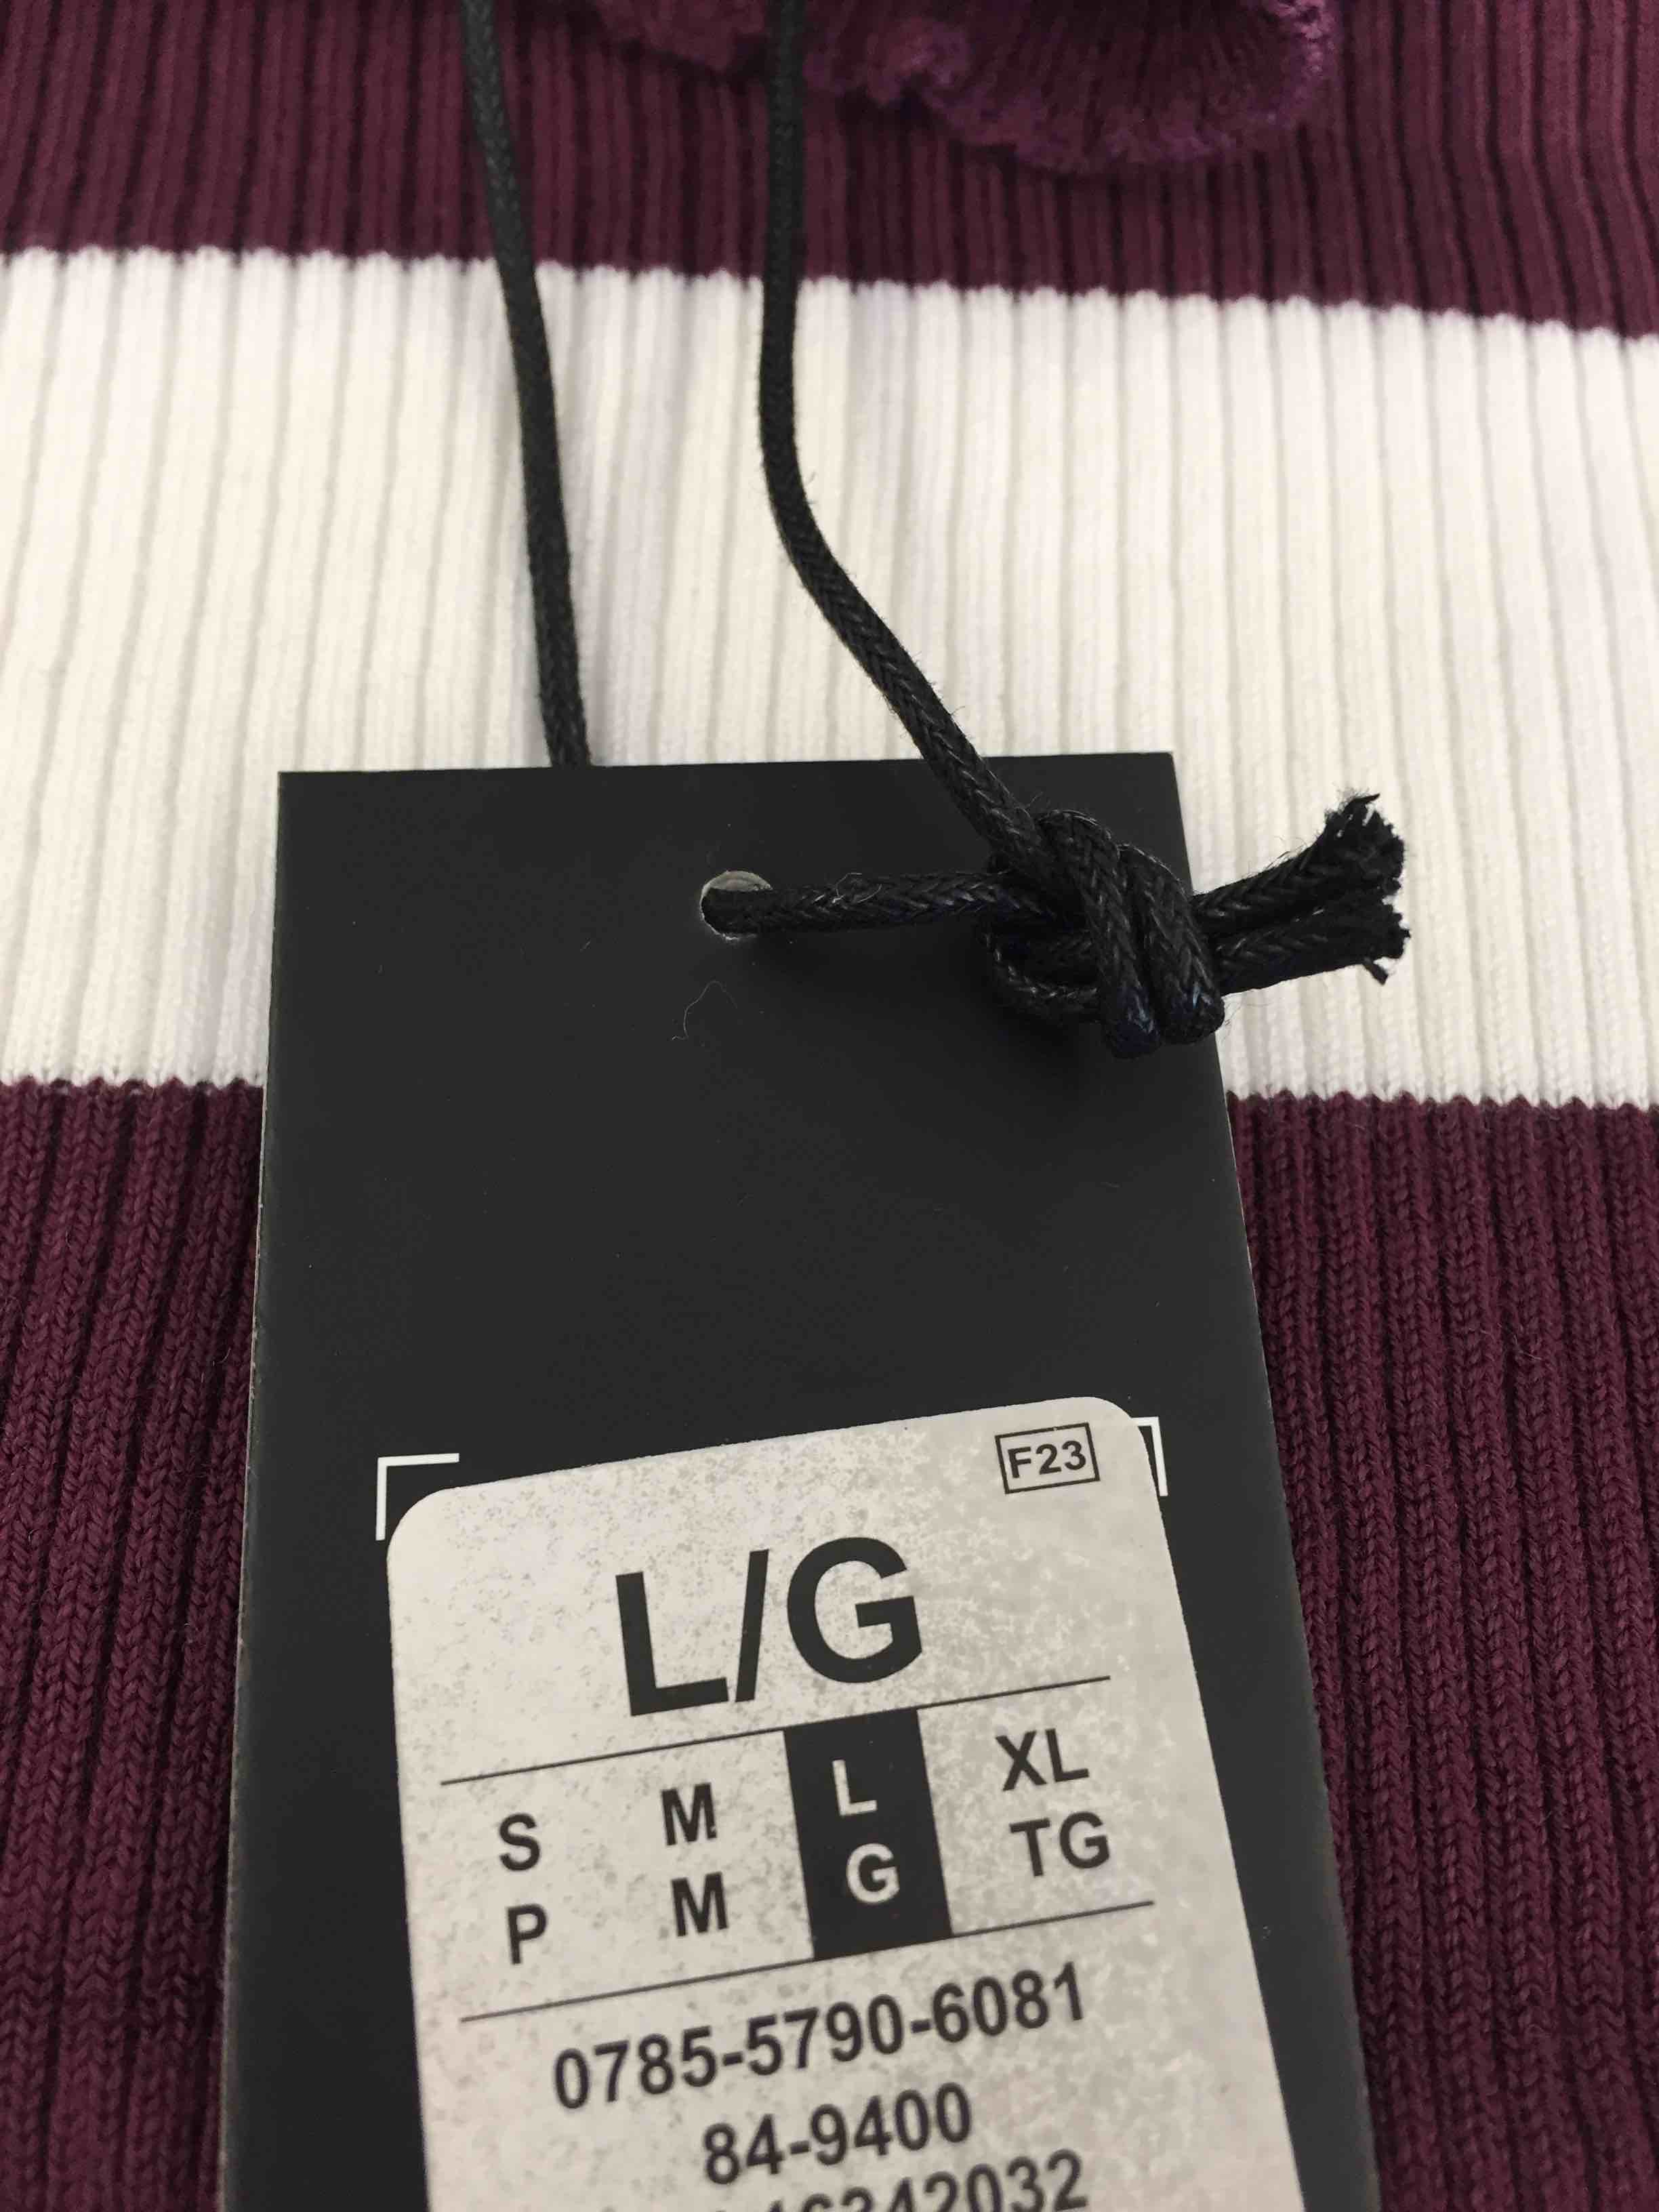 F23
L/G
S M L XL
P M G TG
0785-5790-6081
84-9400